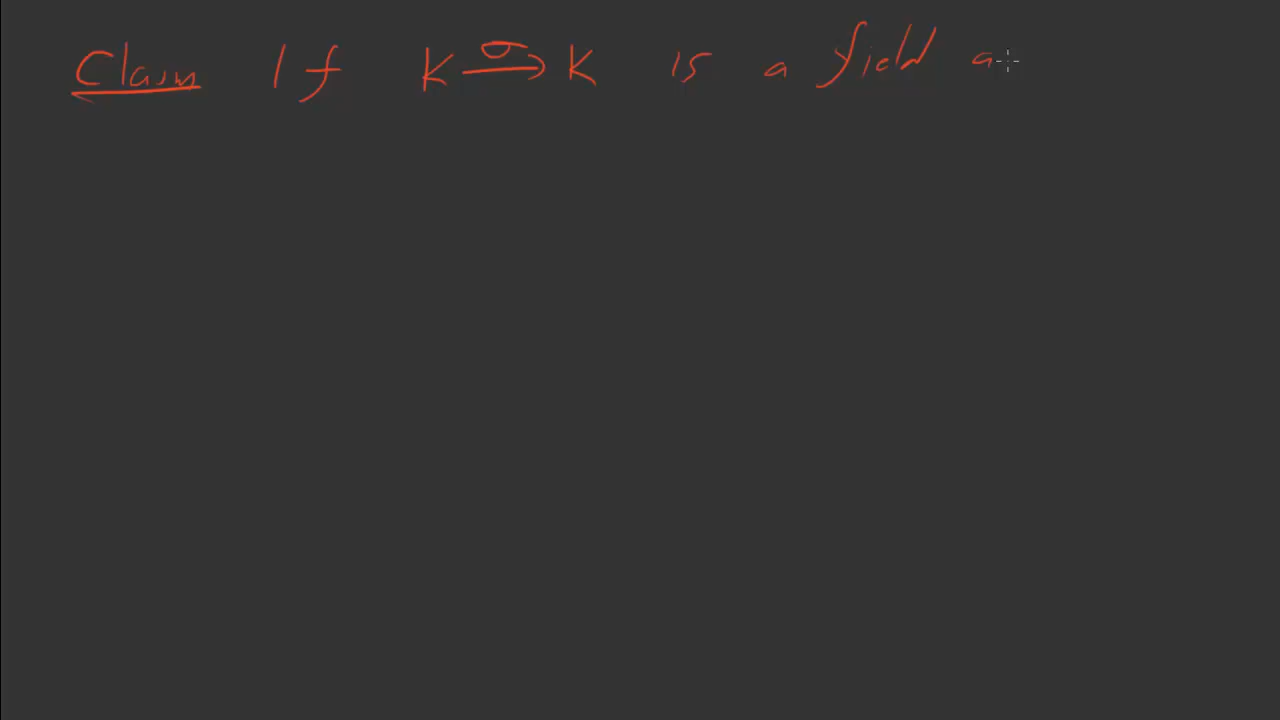 Claim If K →σ K is a field a